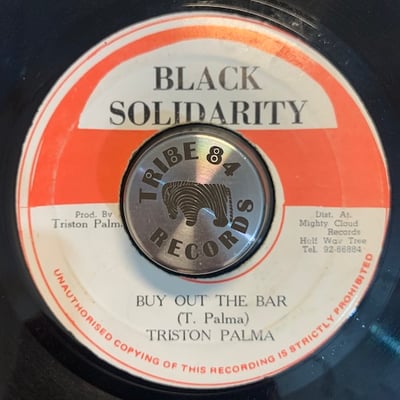 BLACK
SOLIDARITY
TRIBE 84
RECORDS
Prod. By
Triston Palma
Dist. At.
Mighty Cloud
Records
Half Way Tree
Tel. 92-66884
BUY OUT THE BAR
(T. Palma)
TRISTON PALMA
UNAUTHORISED COPYING OF THIS RECORDING IS STRICTLY PROHIBITED